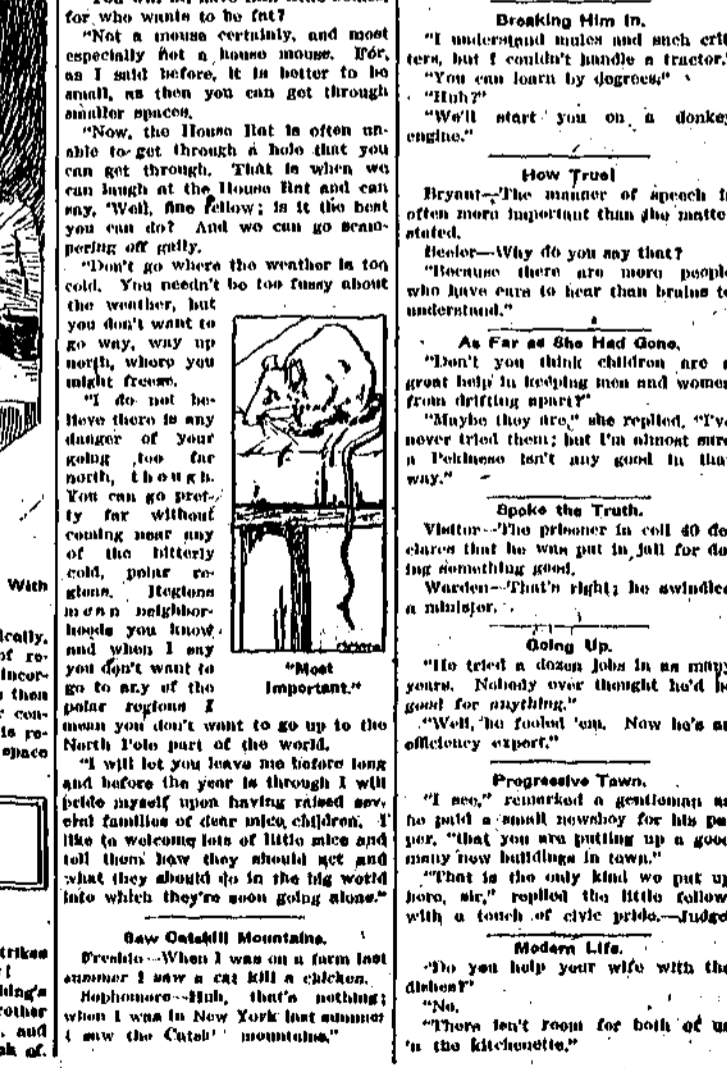 for who wants to be fat?
"Not a mouse certainly, and most
especially not a house mouse. For,
as I said before, it is better to be
small, as then you can get through
smaller spaces.
"Now, the House Rat is often un-
able to get through a hole that you
can get through. That is when we
can laugh at the House Rat and can
say, 'Well, fine fellow; is it the best
you can do? And we can go scam-
pering off gaily.
"Don't go where the weather is too
cold. You needn't be too fussy about
the weather, but
you don't want to
go way, way up
north, where you
might freeze.
"I do not be-
lieve there is any
danger of your
going too far
north, though.
You can go pret-
ty far without
coming near any
of the bitterly
cold, polar re-
gions. Regions
mean neighbor-
hoods you know,
and when I say
you don't want to
go to any of the
polar regions I
mean you don't want to go up to the
North Pole part of the world.
"Most
Important."
"I will let you leave me before long
and before the year is through I will
pride myself upon having raised sev-
eral families of dear mice children. I
like to welcome lots of little mice and
tell them how they should act and
what they should do in the big world
into which they're soon going alone."
Saw Catskill Mountains.
Freshie--When I was on a farm last
summer I saw a cat kill a chicken.
Sophomore--Huh, that's nothing;
when I was in New York last summer
I saw the Catski mountains."
Breaking Him In.
"I understand mules and such crit
ters, but I couldn't handle a tractor."
"You can learn by degrees."
"Huh?"
"We'll start you on a donkey
engine."
How True!
Bryant--The manner of speech i
often more important than the matte
stated.
Heeler--Why do you say that?
"Because there are more people
who have ears to hear than brains to
understand."
As Far as She Had Gone.
"Don't you think children are a
great help in keeping men and women
from drifting apart?"
"Maybe they are," she replied. "I've
never tried them; but I'm almost sure
a Pekinese isn't any good in that
way."
Spoke the Truth.
Visitor--The prisoner in cell 40 de
clares that he was put in jail for do
ing something good.
Warden--That's right; he swindled
a minister.
Going Up.
"He tried a dozen jobs in as many
years. Nobody ever thought he'd be
good for anything."
"Well, he fooled 'em. Now he's an
efficiency expert."
Progressive Town.
"I see," remarked a gentleman as
he paid a small newsboy for his pa
per, "that you are putting up a good
many new buildings in town."
"That is the only kind we put up
here, sir," replied the little fellow
with a touch of civic pride.--Judge
Modern Life.
"Do you help your wife with the
dishes?"
"No.
"There isn't room for both of us
'n the kitchenette."
With
ically.
of re-
incor-
then
con-
is re-
space
trikes
rother
and